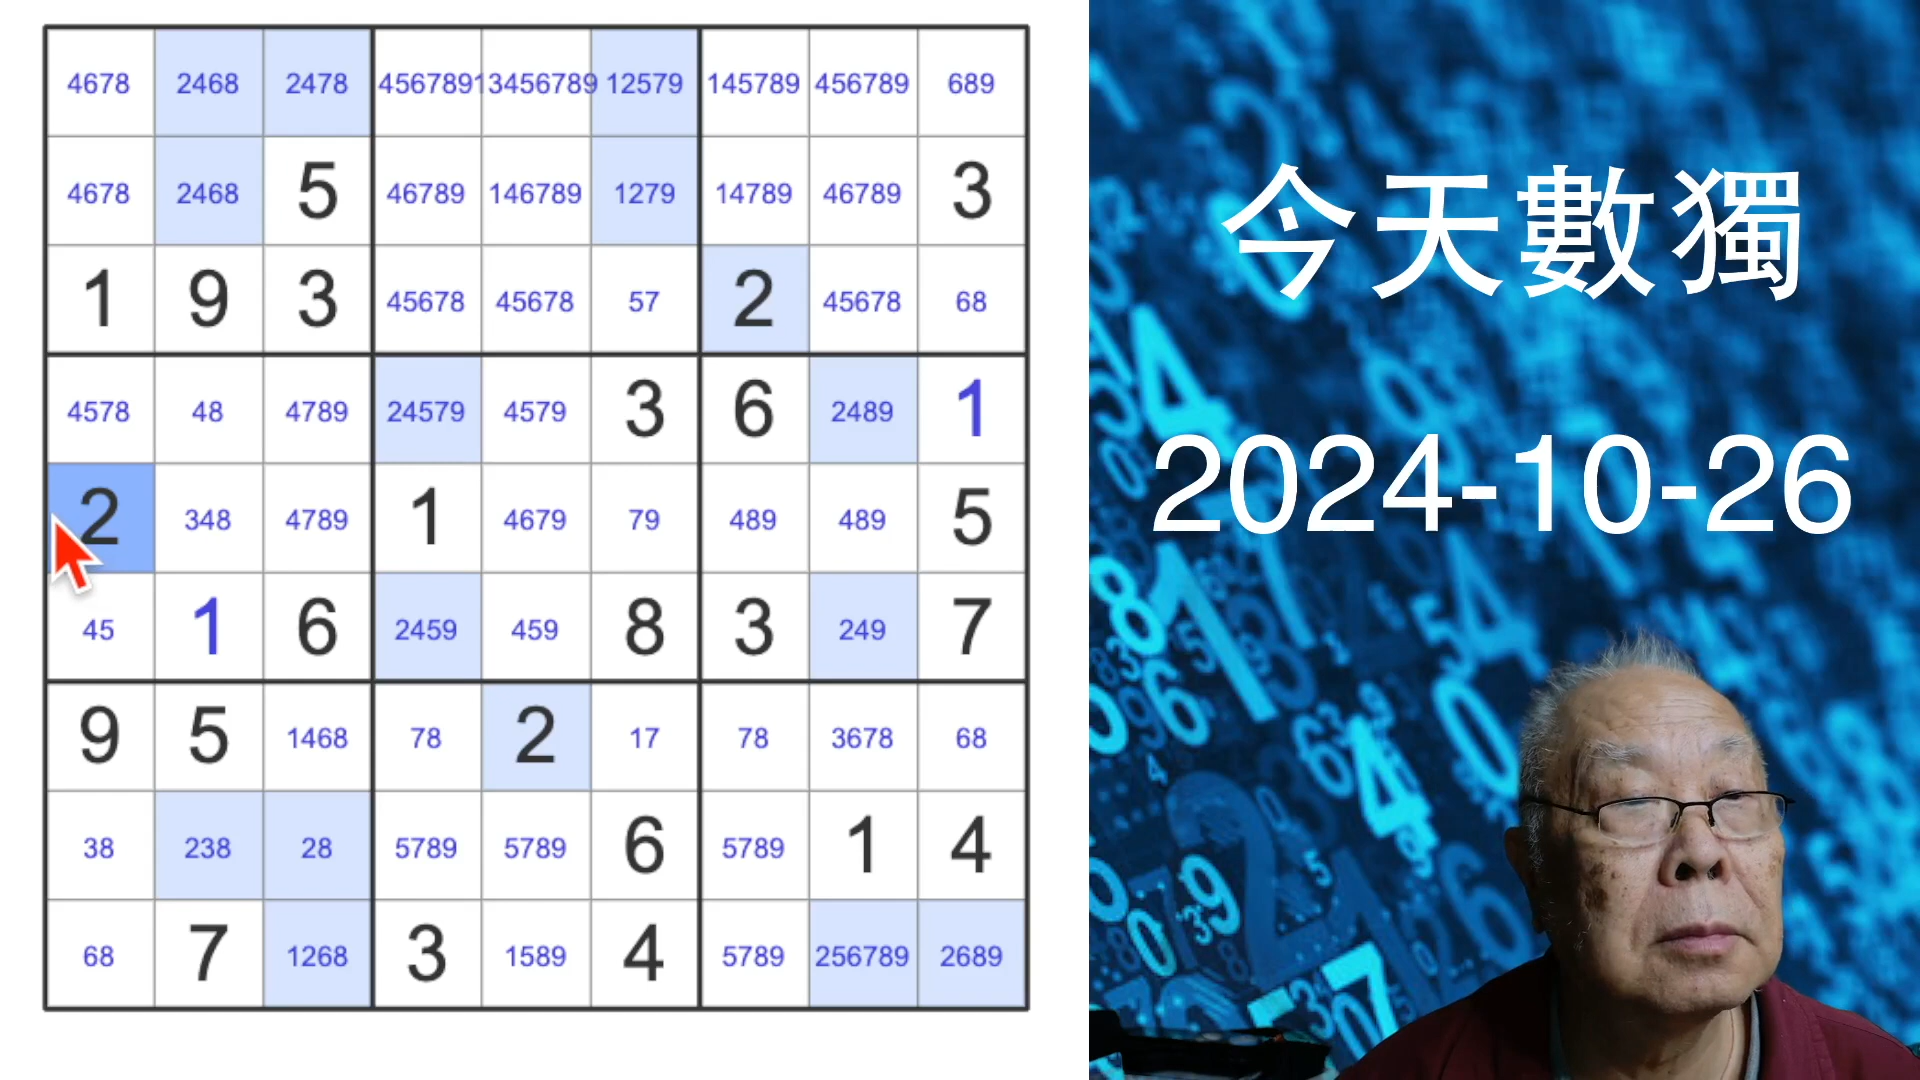 4678 2468 2478 456789 13456789 12579 145789 456789 689
4678 2468 5 46789 146789 1279 14789 46789 3
1 9 3 45678 45678 57 2 45678 68
4578 48 4789 24579 4579 3 6 2489 1
2 348 4789 1 4679 79 489 489 5
45 1 6 2459 459 8 3 249 7
9 5 1468 78 2 17 78 3678 68
38 238 28 5789 5789 6 5789 1 4
68 7 1268 3 1589 4 5789 256789 2689
今天數獨
2024-10-26